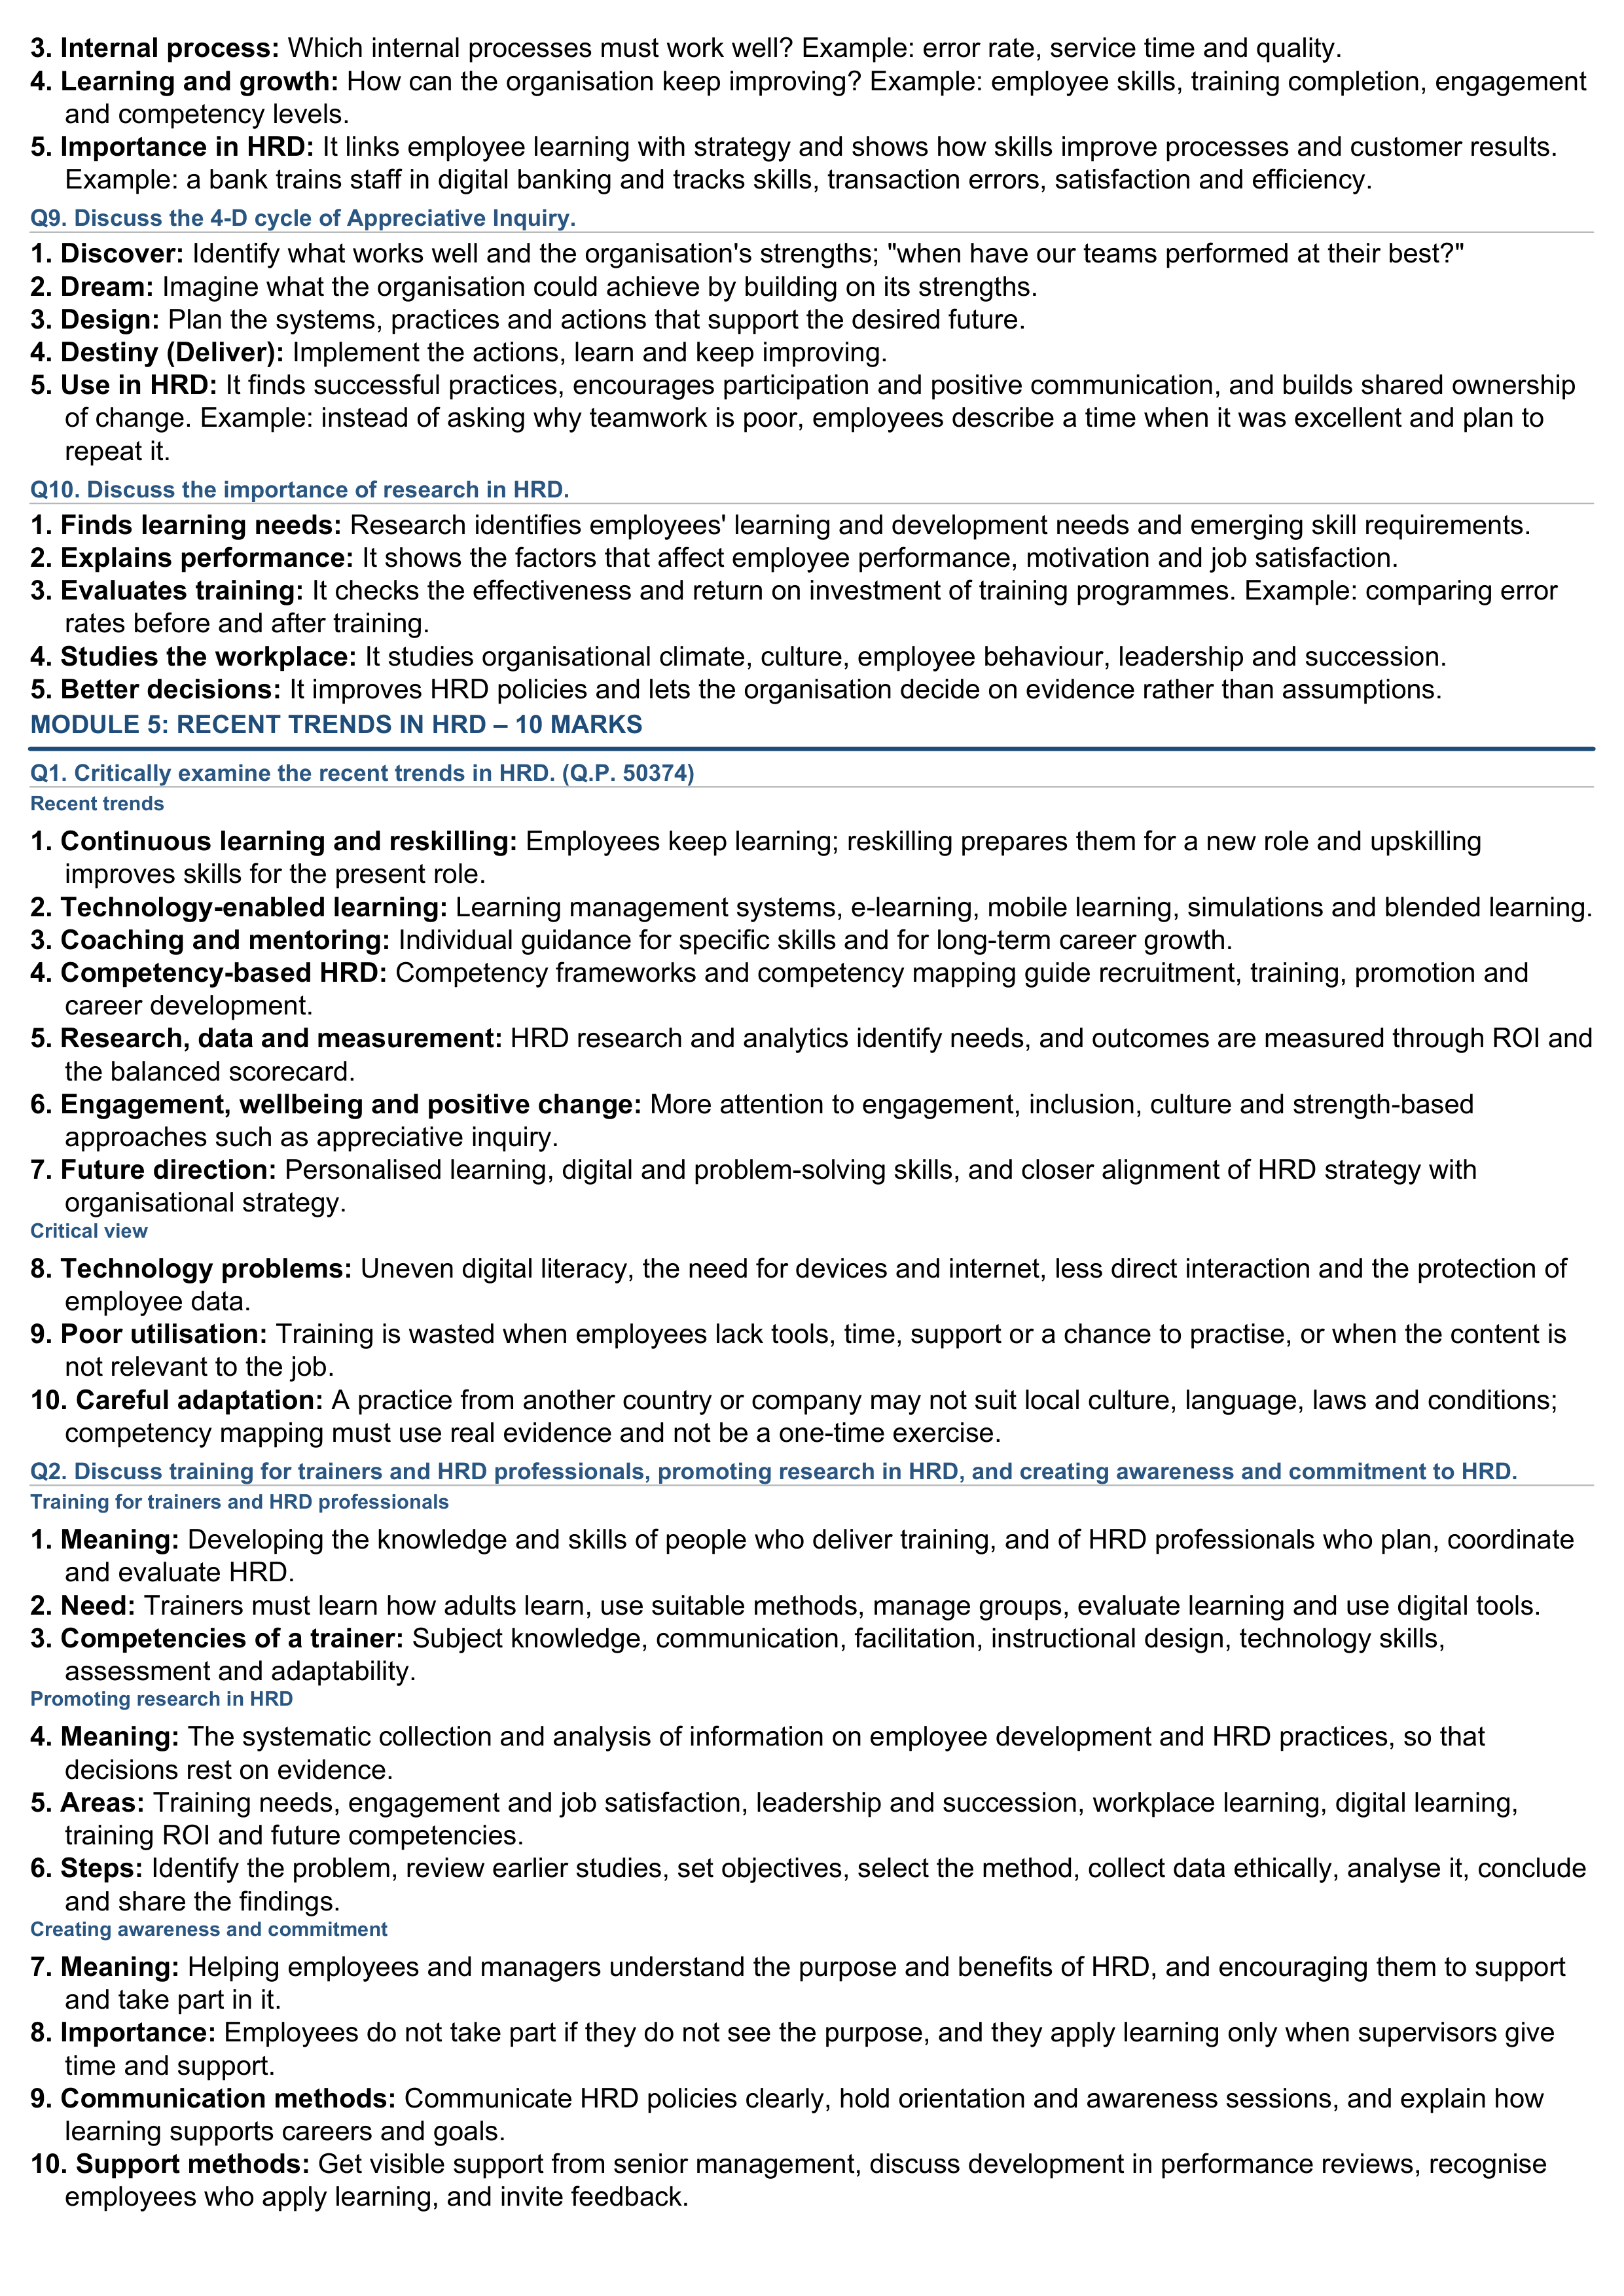 3. Internal process: Which internal processes must work well? Example: error rate, service time and quality.
4. Learning and growth: How can the organisation keep improving? Example: employee skills, training completion, engagement
and competency levels.
5. Importance in HRD: It links employee learning with strategy and shows how skills improve processes and customer results.
Example: a bank trains staff in digital banking and tracks skills, transaction errors, satisfaction and efficiency.
Q9. Discuss the 4-D cycle of Appreciative Inquiry.
1. Discover: Identify what works well and the organisation's strengths; "when have our teams performed at their best?"
2. Dream: Imagine what the organisation could achieve by building on its strengths.
3. Design: Plan the systems, practices and actions that support the desired future.
4. Destiny (Deliver): Implement the actions, learn and keep improving.
5. Use in HRD: It finds successful practices, encourages participation and positive communication, and builds shared ownership
of change. Example: instead of asking why teamwork is poor, employees describe a time when it was excellent and plan to
repeat it.
Q10. Discuss the importance of research in HRD.
1. Finds learning needs: Research identifies employees' learning and development needs and emerging skill requirements.
2. Explains performance: It shows the factors that affect employee performance, motivation and job satisfaction.
3. Evaluates training: It checks the effectiveness and return on investment of training programmes. Example: comparing error
rates before and after training.
4. Studies the workplace: It studies organisational climate, culture, employee behaviour, leadership and succession.
5. Better decisions: It improves HRD policies and lets the organisation decide on evidence rather than assumptions.
MODULE 5: RECENT TRENDS IN HRD – 10 MARKS
Q1. Critically examine the recent trends in HRD. (Q.P. 50374)
Recent trends
1. Continuous learning and reskilling: Employees keep learning; reskilling prepares them for a new role and upskilling
improves skills for the present role.
2. Technology-enabled learning: Learning management systems, e-learning, mobile learning, simulations and blended learning.
3. Coaching and mentoring: Individual guidance for specific skills and for long-term career growth.
4. Competency-based HRD: Competency frameworks and competency mapping guide recruitment, training, promotion and
career development.
5. Research, data and measurement: HRD research and analytics identify needs, and outcomes are measured through ROI and
the balanced scorecard.
6. Engagement, wellbeing and positive change: More attention to engagement, inclusion, culture and strength-based
approaches such as appreciative inquiry.
7. Future direction: Personalised learning, digital and problem-solving skills, and closer alignment of HRD strategy with
organisational strategy.
Critical view
8. Technology problems: Uneven digital literacy, the need for devices and internet, less direct interaction and the protection of
employee data.
9. Poor utilisation: Training is wasted when employees lack tools, time, support or a chance to practise, or when the content is
not relevant to the job.
10. Careful adaptation: A practice from another country or company may not suit local culture, language, laws and conditions;
competency mapping must use real evidence and not be a one-time exercise.
Q2. Discuss training for trainers and HRD professionals, promoting research in HRD, and creating awareness and commitment to HRD.
Training for trainers and HRD professionals
1. Meaning: Developing the knowledge and skills of people who deliver training, and of HRD professionals who plan, coordinate
and evaluate HRD.
2. Need: Trainers must learn how adults learn, use suitable methods, manage groups, evaluate learning and use digital tools.
3. Competencies of a trainer: Subject knowledge, communication, facilitation, instructional design, technology skills,
assessment and adaptability.
Promoting research in HRD
4. Meaning: The systematic collection and analysis of information on employee development and HRD practices, so that
decisions rest on evidence.
5. Areas: Training needs, engagement and job satisfaction, leadership and succession, workplace learning, digital learning,
training ROI and future competencies.
6. Steps: Identify the problem, review earlier studies, set objectives, select the method, collect data ethically, analyse it, conclude
and share the findings.
Creating awareness and commitment
7. Meaning: Helping employees and managers understand the purpose and benefits of HRD, and encouraging them to support
and take part in it.
8. Importance: Employees do not take part if they do not see the purpose, and they apply learning only when supervisors give
time and support.
9. Communication methods: Communicate HRD policies clearly, hold orientation and awareness sessions, and explain how
learning supports careers and goals.
10. Support methods: Get visible support from senior management, discuss development in performance reviews, recognise
employees who apply learning, and invite feedback.